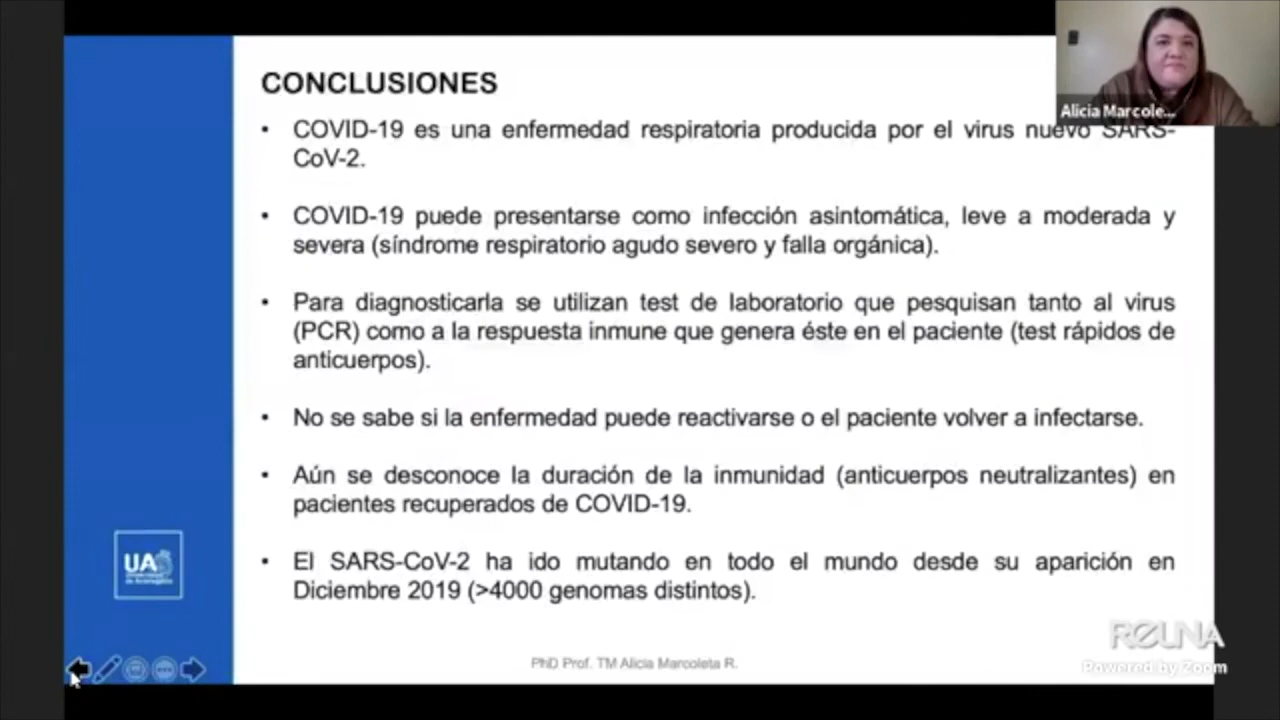 CONCLUSIONES
Alicia Marcole...
• COVID-19 es una enfermedad respiratoria producida por el virus nuevo SARS-
CoV-2.
• COVID-19 puede presentarse como infección asintomática, leve a moderada y
severa (síndrome respiratorio agudo severo y falla orgánica).
• Para diagnosticarla se utilizan test de laboratorio que pesquisan tanto al virus
(PCR) como a la respuesta inmune que genera éste en el paciente (test rápidos de
anticuerpos).
• No se sabe si la enfermedad puede reactivarse o el paciente volver a infectarse.
• Aún se desconoce la duración de la inmunidad (anticuerpos neutralizantes) en
pacientes recuperados de COVID-19.
• El SARS-CoV-2 ha ido mutando en todo el mundo desde su aparición en
Diciembre 2019 (>4000 genomas distintos).
UA
REUNA
PhD Prof. TM Alicia Marcoleta R.
Powered by Zoom